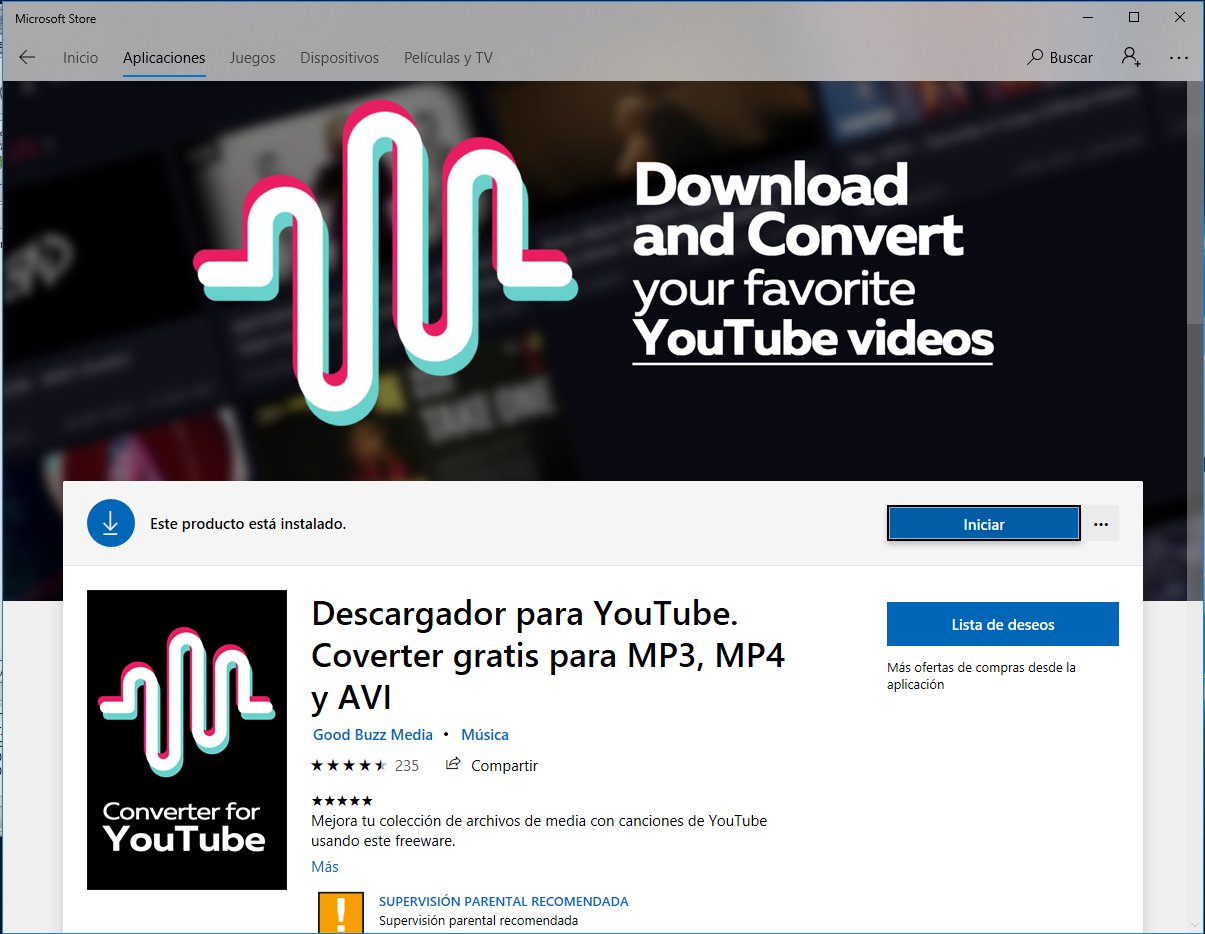 Microsoft Store
Inicio Aplicaciones Juegos Dispositivos Películas y TV Buscar
Download
and Convert
your favorite
YouTube videos
TAKE ONE
Este producto está instalado.
Iniciar
Converter for
YouTube
Descargador para YouTube.
Coverter gratis para MP3, MP4
y AVI
Good Buzz Media • Música
235 Compartir
★★★★★
Mejora tu colección de archivos de media con canciones de YouTube
usando este freeware.
Más
SUPERVISIÓN PARENTAL RECOMENDADA
Supervisión parental recomendada
Lista de deseos
Más ofertas de compras desde la
aplicación